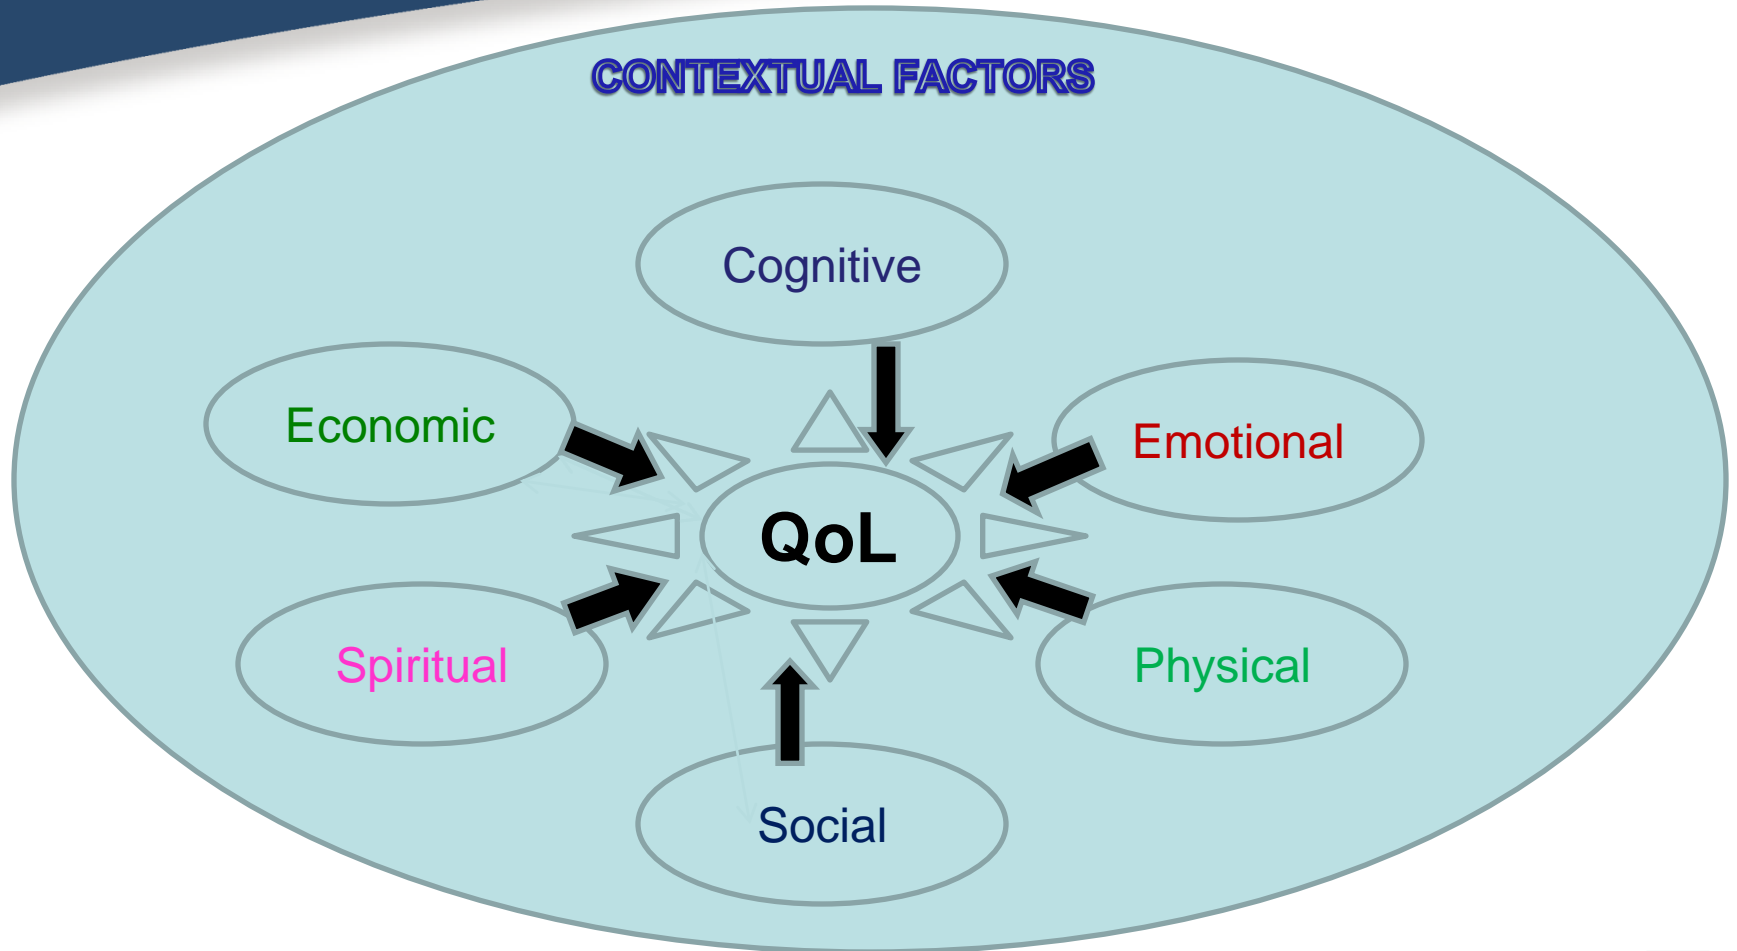 CONTEXTUAL FACTORS
Cognitive
Economic
Emotional
QoL
Spiritual
Physical
Social